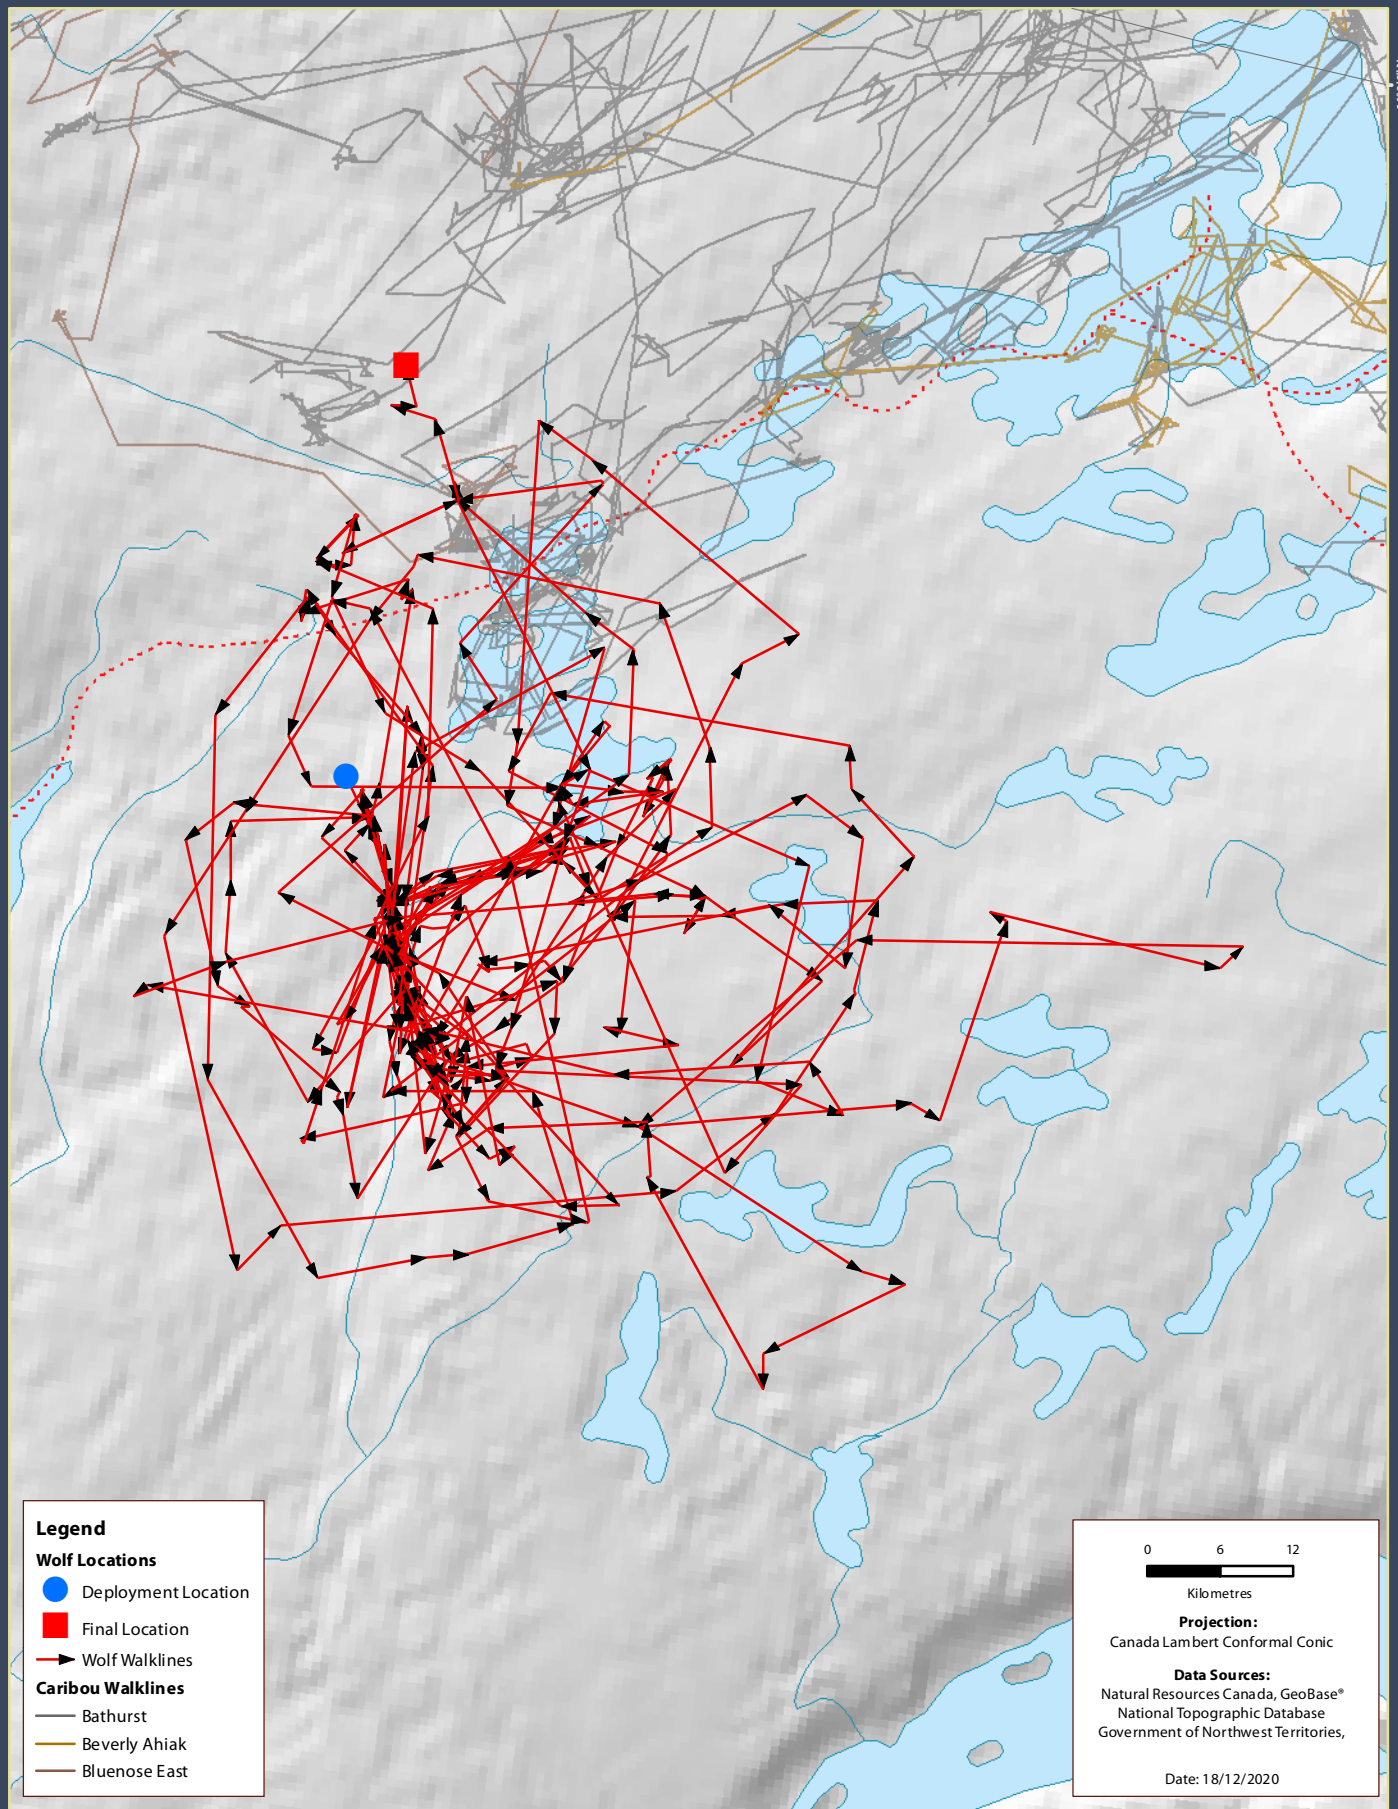 Legend
Wolf Locations
Deployment Location
Final Location
Wolf Walklines
Caribou Walklines
Bathurst
Beverly Ahiak
Bluenose East
0 6 12
Kilometres
Projection:
Canada Lambert Conformal Conic
Data Sources:
Natural Resources Canada, GeoBase®
National Topographic Database
Government of Northwest Territories,
Date: 18/12/2020